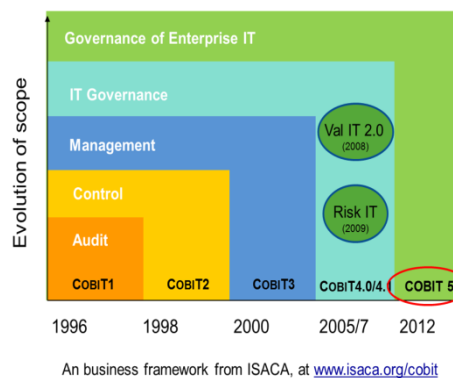 Governance of Enterprise IT
IT Governance
Val IT 2.0
(2008)
Management
Control
Risk IT
(2009)
Audit
COBIT1 COBIT2 COBIT3 COBIT4.0/4.1 COBIT 5
1996 1998 2000 2005/7 2012
Evolution of scope
An business framework from ISACA, at www.isaca.org/cobit